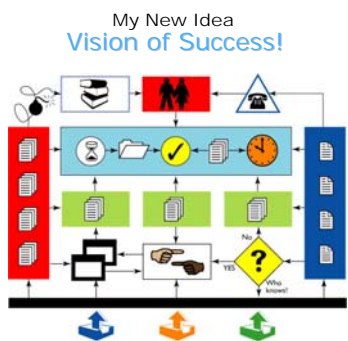 My New Idea
Vision of Success!
No
?
YES
Who
knows!